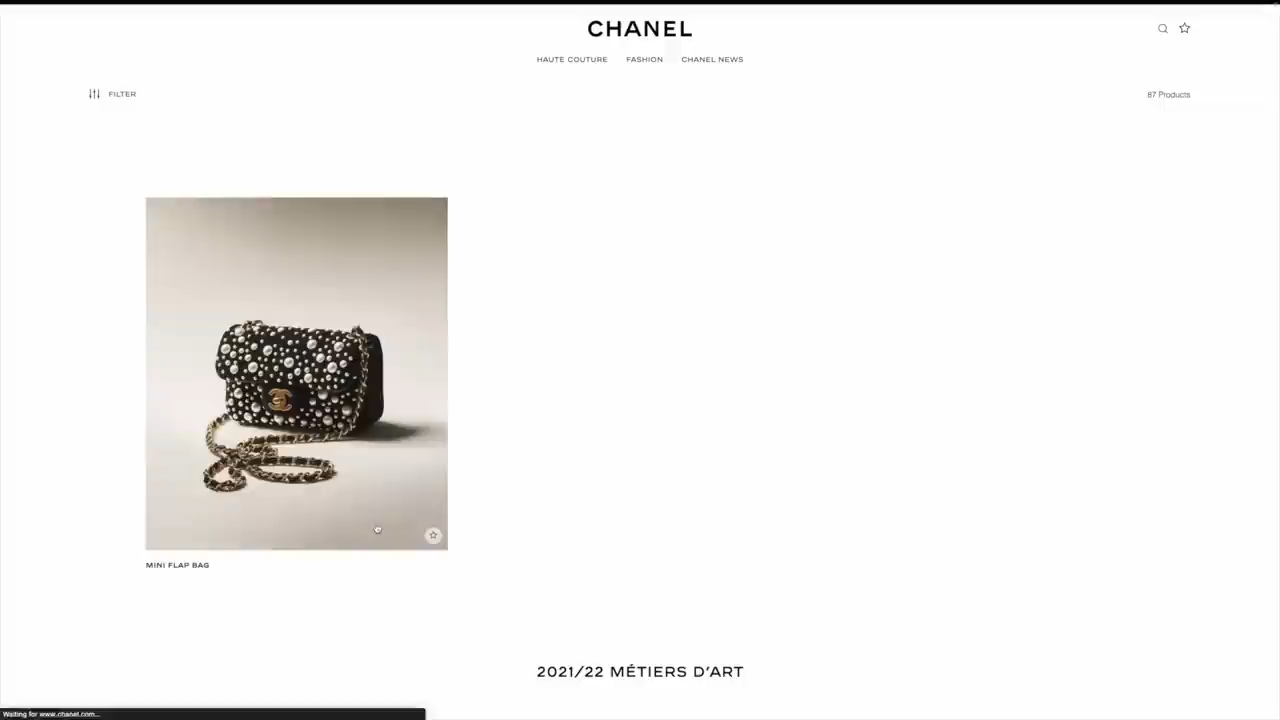 CHANEL
HAUTE COUTURE FASHION CHANEL NEWS
FILTER
87 Products
MINI FLAP BAG
2021/22 MÉTIERS D'ART
Waiting for www.chanel.com...